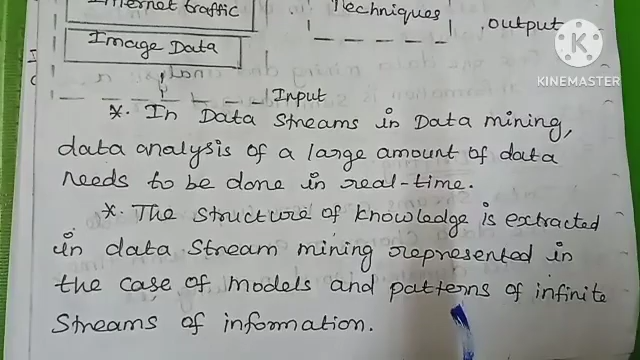 Internet traffic
Techniques
output
Image Data
Input
KINEMASTER
*. In Data Streams in Data mining,
data analysis of a large amount of data
needs to be done in real-time.
*. The structure of knowledge is extracted
in data stream mining represented in
the case of models and patterns of infinite
streams of information.